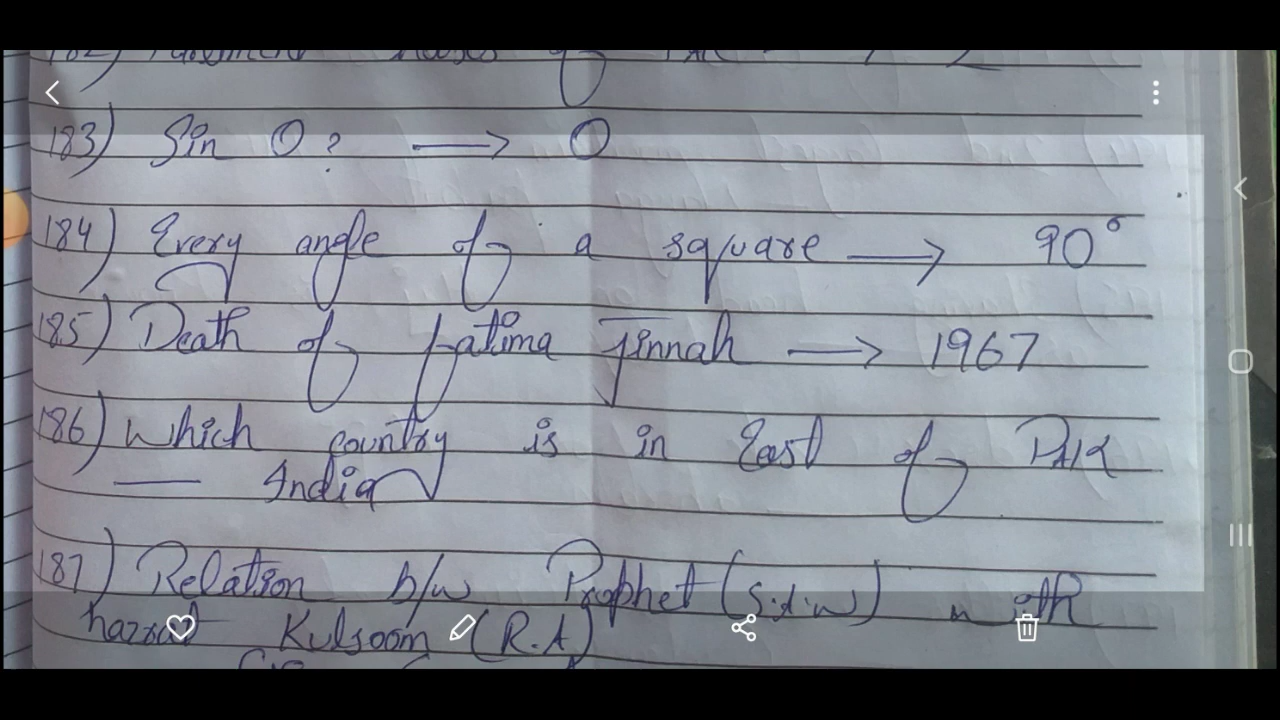 183) Sin 0? → 0
184) Every angle of a square → 90°
185) Death of fatima Jinnah → 1967
186) Which country is in East of PAK
— India
187) Relation b/w Prophet (S.A.W) with
hazrat Kulsoom (R.A)